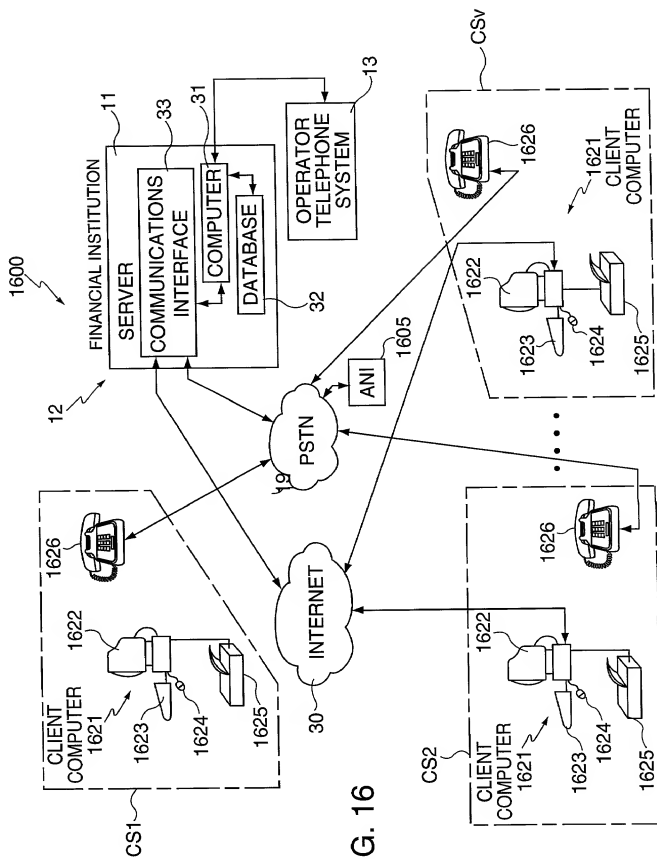 1600
12
FINANCIAL INSTITUTION
11
SERVER
33
COMMUNICATIONS
INTERFACE
31
COMPUTER
DATABASE
32
13
OPERATOR
TELEPHONE
SYSTEM
1626
CLIENT
COMPUTER
1621
1622
1623
1624
1625
CS1
19
PSTN
ANI
1605
INTERNET
30
CSv
1626
1621
CLIENT
COMPUTER
1622
1623
1624
1625
CS2
CLIENT
COMPUTER
1621
1622
1623
1624
1625
1626
G. 16